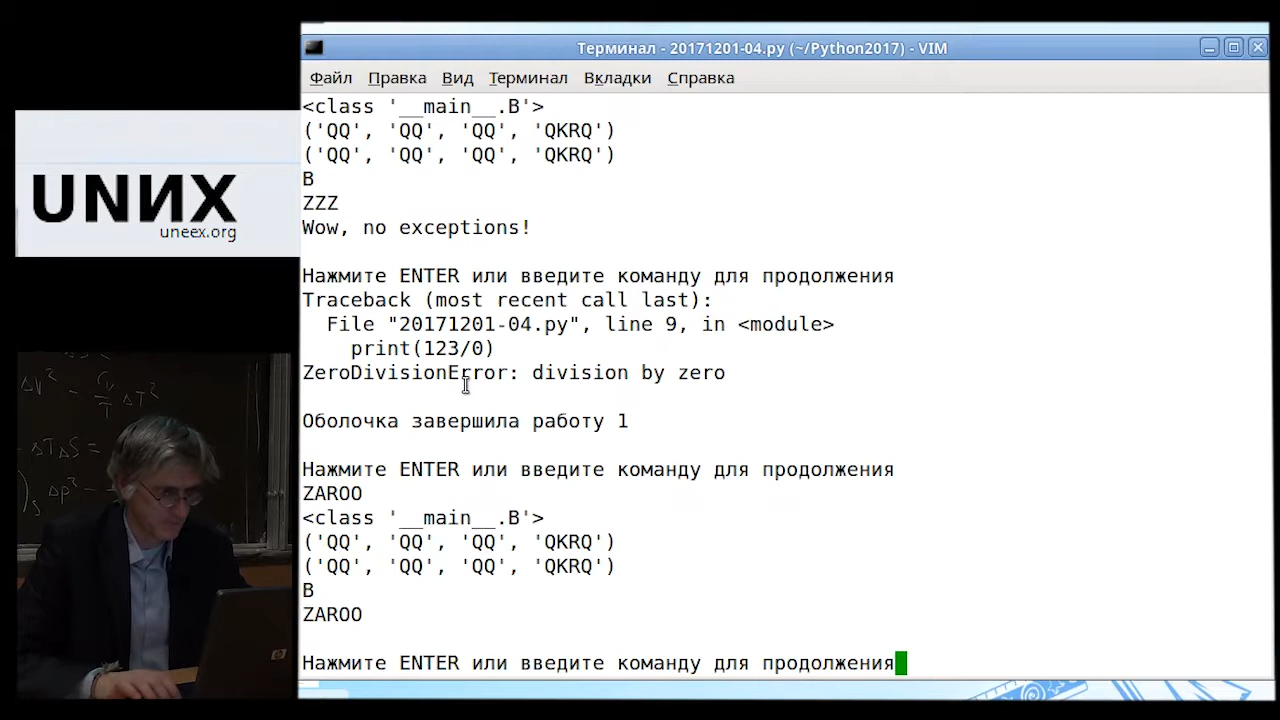 Терминал - 20171201-04.py (~/Python2017) - VIM
Файл Правка Вид Терминал Вкладки Справка
<class '__main__.B'>
('QQ', 'QQ', 'QQ', 'QKRQ')
('QQ', 'QQ', 'QQ', 'QKRQ')
B
ZZZ
Wow, no exceptions!
Нажмите ENTER или введите команду для продолжения
Traceback (most recent call last):
File "20171201-04.py", line 9, in <module>
print(123/0)
ZeroDivisionError: division by zero
Оболочка завершила работу 1
Нажмите ENTER или введите команду для продолжения
ZAROO
<class '__main__.B'>
('QQ', 'QQ', 'QQ', 'QKRQ')
('QQ', 'QQ', 'QQ', 'QKRQ')
B
ZAROO
Нажмите ENTER или введите команду для продолжения
UNИX
uneex.org